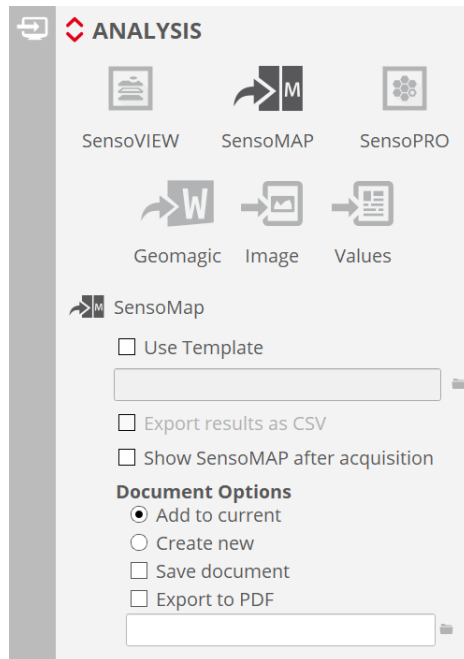 ANALYSIS
M
SensoVIEW SensoMAP SensoPRO
W
Geomagic Image Values
M SensoMap
Use Template
Export results as CSV
Show SensoMAP after acquisition
Document Options
Add to current
Create new
Save document
Export to PDF